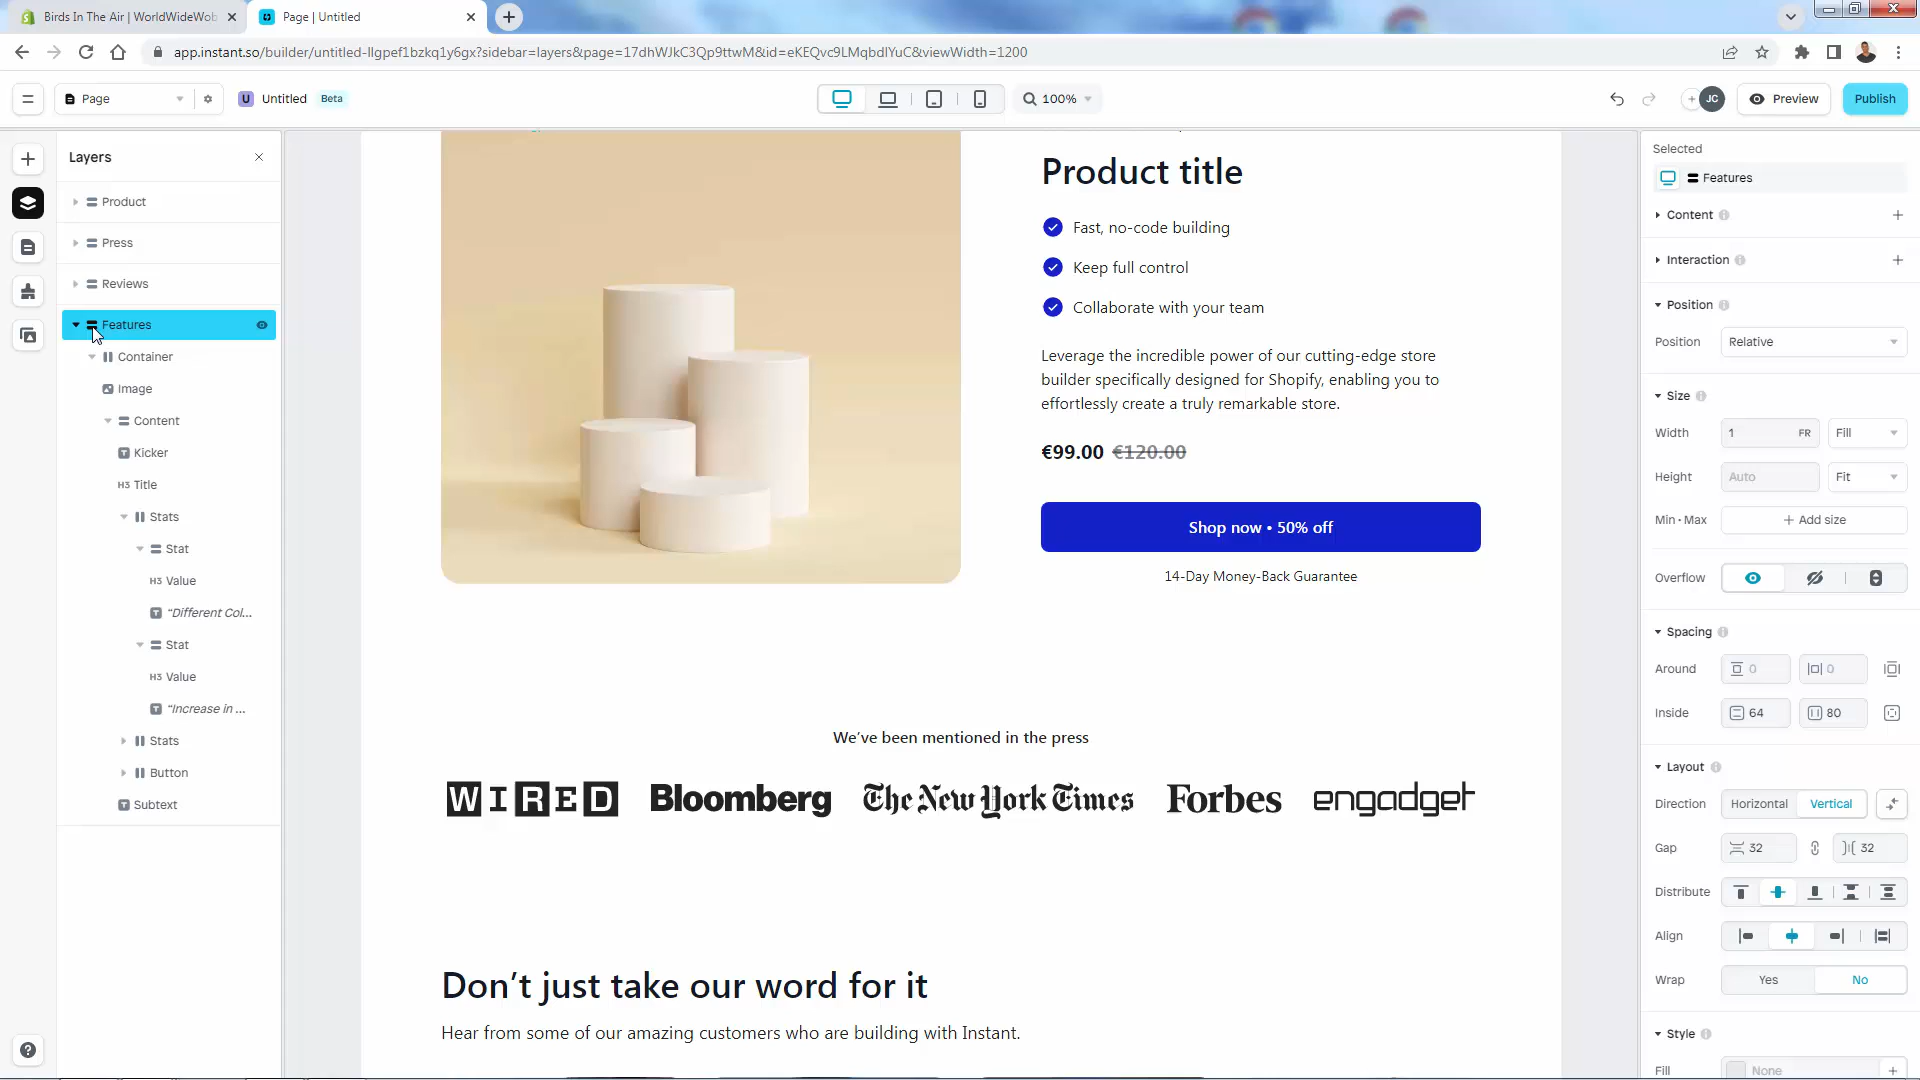 Birds In The Air | WorldWideWob
Page | Untitled
app.instant.so/builder/untitled-llgpef1bzkq1y6gx?sidebar=layers&page=17dhWJkC3Qp9ttwM&id=eKEQvc9LMqbdlYuC&viewWidth=1200
Page
U
Untitled
Beta
100%
JC
Preview
Publish
Layers
Product
Press
Reviews
Features
Container
Image
Content
Kicker
H3 Title
Stats
Stat
H3 Value
T "Different Col...
Stat
H3 Value
T "Increase in ...
Stats
Button
Subtext
Product title
Fast, no-code building
Keep full control
Collaborate with your team
Leverage the incredible power of our cutting-edge store
builder specifically designed for Shopify, enabling you to
effortlessly create a truly remarkable store.
€99.00 €120.00
Shop now • 50% off
14-Day Money-Back Guarantee
We've been mentioned in the press
WIRED
Bloomberg
The New York Times
Forbes
engadget
Don't just take our word for it
Hear from some of our amazing customers who are building with Instant.
Selected
Features
Content
Interaction
Position
Position Relative
Size
Width 1 FR Fill
Height Auto Fit
Min • Max + Add size
Overflow
Spacing
Around 0 0
Inside 64 80
Layout
Direction Horizontal Vertical
Gap 32 32
Distribute
Align
Wrap Yes No
Style
Fill None